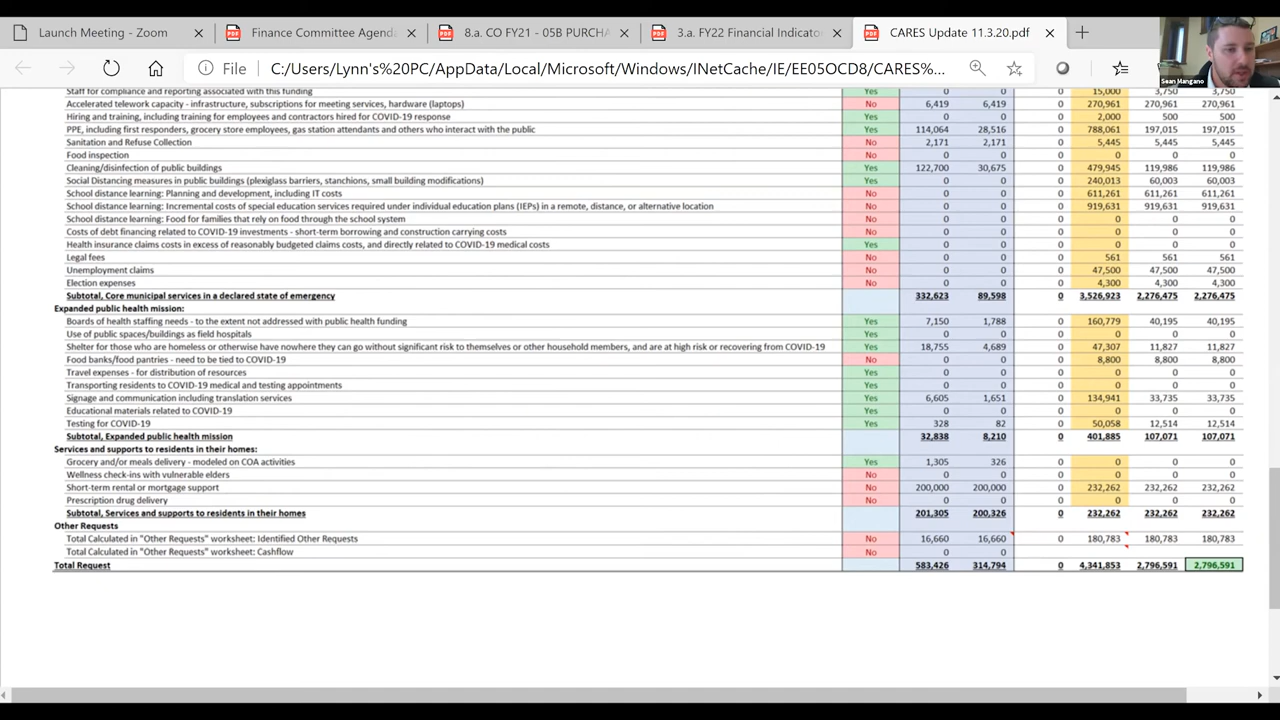 Launch Meeting - Zoom
Finance Committee Agenda
8.a. CO FY21 - OPEB PURCHA
3.a. FY22 Financial Indicator
CARES Update 11.3.20.pdf
File C:/Users/Lynn's%20PC/AppData/Local/Microsoft/Windows/INetCache/IE/EE05OCD8/CARES%...
Sean Mangano
Staff for compliance and reporting associated with this funding Yes 0 0 0 15,000 3,750 3,750
Accelerated telework capacity - infrastructure, subscriptions for meeting services, hardware (laptops) No 6,419 6,419 0 270,961 270,961 270,961
Hiring and training, including training for employees and contractors hired for COVID-19 response Yes 0 0 0 2,000 500 500
PPE, including first responders, grocery store employees, gas station attendants and others who interact with the public Yes 114,064 28,516 0 788,061 197,015 197,015
Sanitation and Refuse Collection No 2,171 2,171 0 5,445 5,445 5,445
Food inspection No 0 0 0 0 0 0
Cleaning/disinfection of public buildings Yes 122,700 30,675 0 479,945 119,986 119,986
Social Distancing measures in public buildings (plexiglass barriers, stanchions, small building modifications) Yes 0 0 0 240,013 60,003 60,003
School distance learning: Planning and development, including IT costs No 0 0 0 611,261 611,261 611,261
School distance learning: Incremental costs of special education services required under individual education plans (IEPs) in a remote, distance, or alternative location No 0 0 0 919,631 919,631 919,631
School distance learning: Food for families that rely on food through the school system No 0 0 0 0 0 0
Costs of debt financing related to COVID-19 investments - short-term borrowing and construction carrying costs No 0 0 0 0 0 0
Health insurance claims costs in excess of reasonably budgeted claims costs, and directly related to COVID-19 medical costs Yes 0 0 0 0 0 0
Legal fees No 0 0 0 561 561 561
Unemployment claims No 0 0 0 47,500 47,500 47,500
Election expenses No 0 0 0 4,300 4,300 4,300
Subtotal, Core municipal services in a declared state of emergency 332,623 89,598 0 3,526,923 2,276,475 2,276,475
Expanded public health mission:
Boards of health staffing needs - to the extent not addressed with public health funding Yes 7,150 1,788 0 160,779 40,195 40,195
Use of public spaces/buildings as field hospitals Yes 0 0 0 0 0 0
Shelter for those who are homeless or otherwise have nowhere they can go without significant risk to themselves or other household members, and are at high risk or recovering from COVID-19 Yes 18,755 4,689 0 47,307 11,827 11,827
Food banks/food pantries - need to be tied to COVID-19 No 0 0 0 8,800 8,800 8,800
Travel expenses - for distribution of resources Yes 0 0 0 0 0 0
Transporting residents to COVID-19 medical and testing appointments Yes 0 0 0 0 0 0
Signage and communication including translation services Yes 6,605 1,651 0 134,941 33,735 33,735
Educational materials related to COVID-19 Yes 0 0 0 0 0 0
Testing for COVID-19 Yes 328 82 0 50,058 12,514 12,514
Subtotal, Expanded public health mission 32,838 8,210 0 401,885 107,071 107,071
Services and supports to residents in their homes:
Grocery and/or meals delivery - modeled on COA activities Yes 1,305 326 0 0 0 0
Wellness check-ins with vulnerable elders No 0 0 0 0 0 0
Short-term rental or mortgage support No 200,000 200,000 0 232,262 232,262 232,262
Prescription drug delivery No 0 0 0 0 0 0
Subtotal, Services and supports to residents in their homes 201,305 200,326 0 232,262 232,262 232,262
Other Requests
Total Calculated in "Other Requests" worksheet: Identified Other Requests No 16,660 16,660 0 180,783 180,783 180,783
Total Calculated in "Other Requests" worksheet: Cashflow No 0 0 0 0 0 0
Total Request 583,426 314,794 0 4,341,853 2,796,591 2,796,591